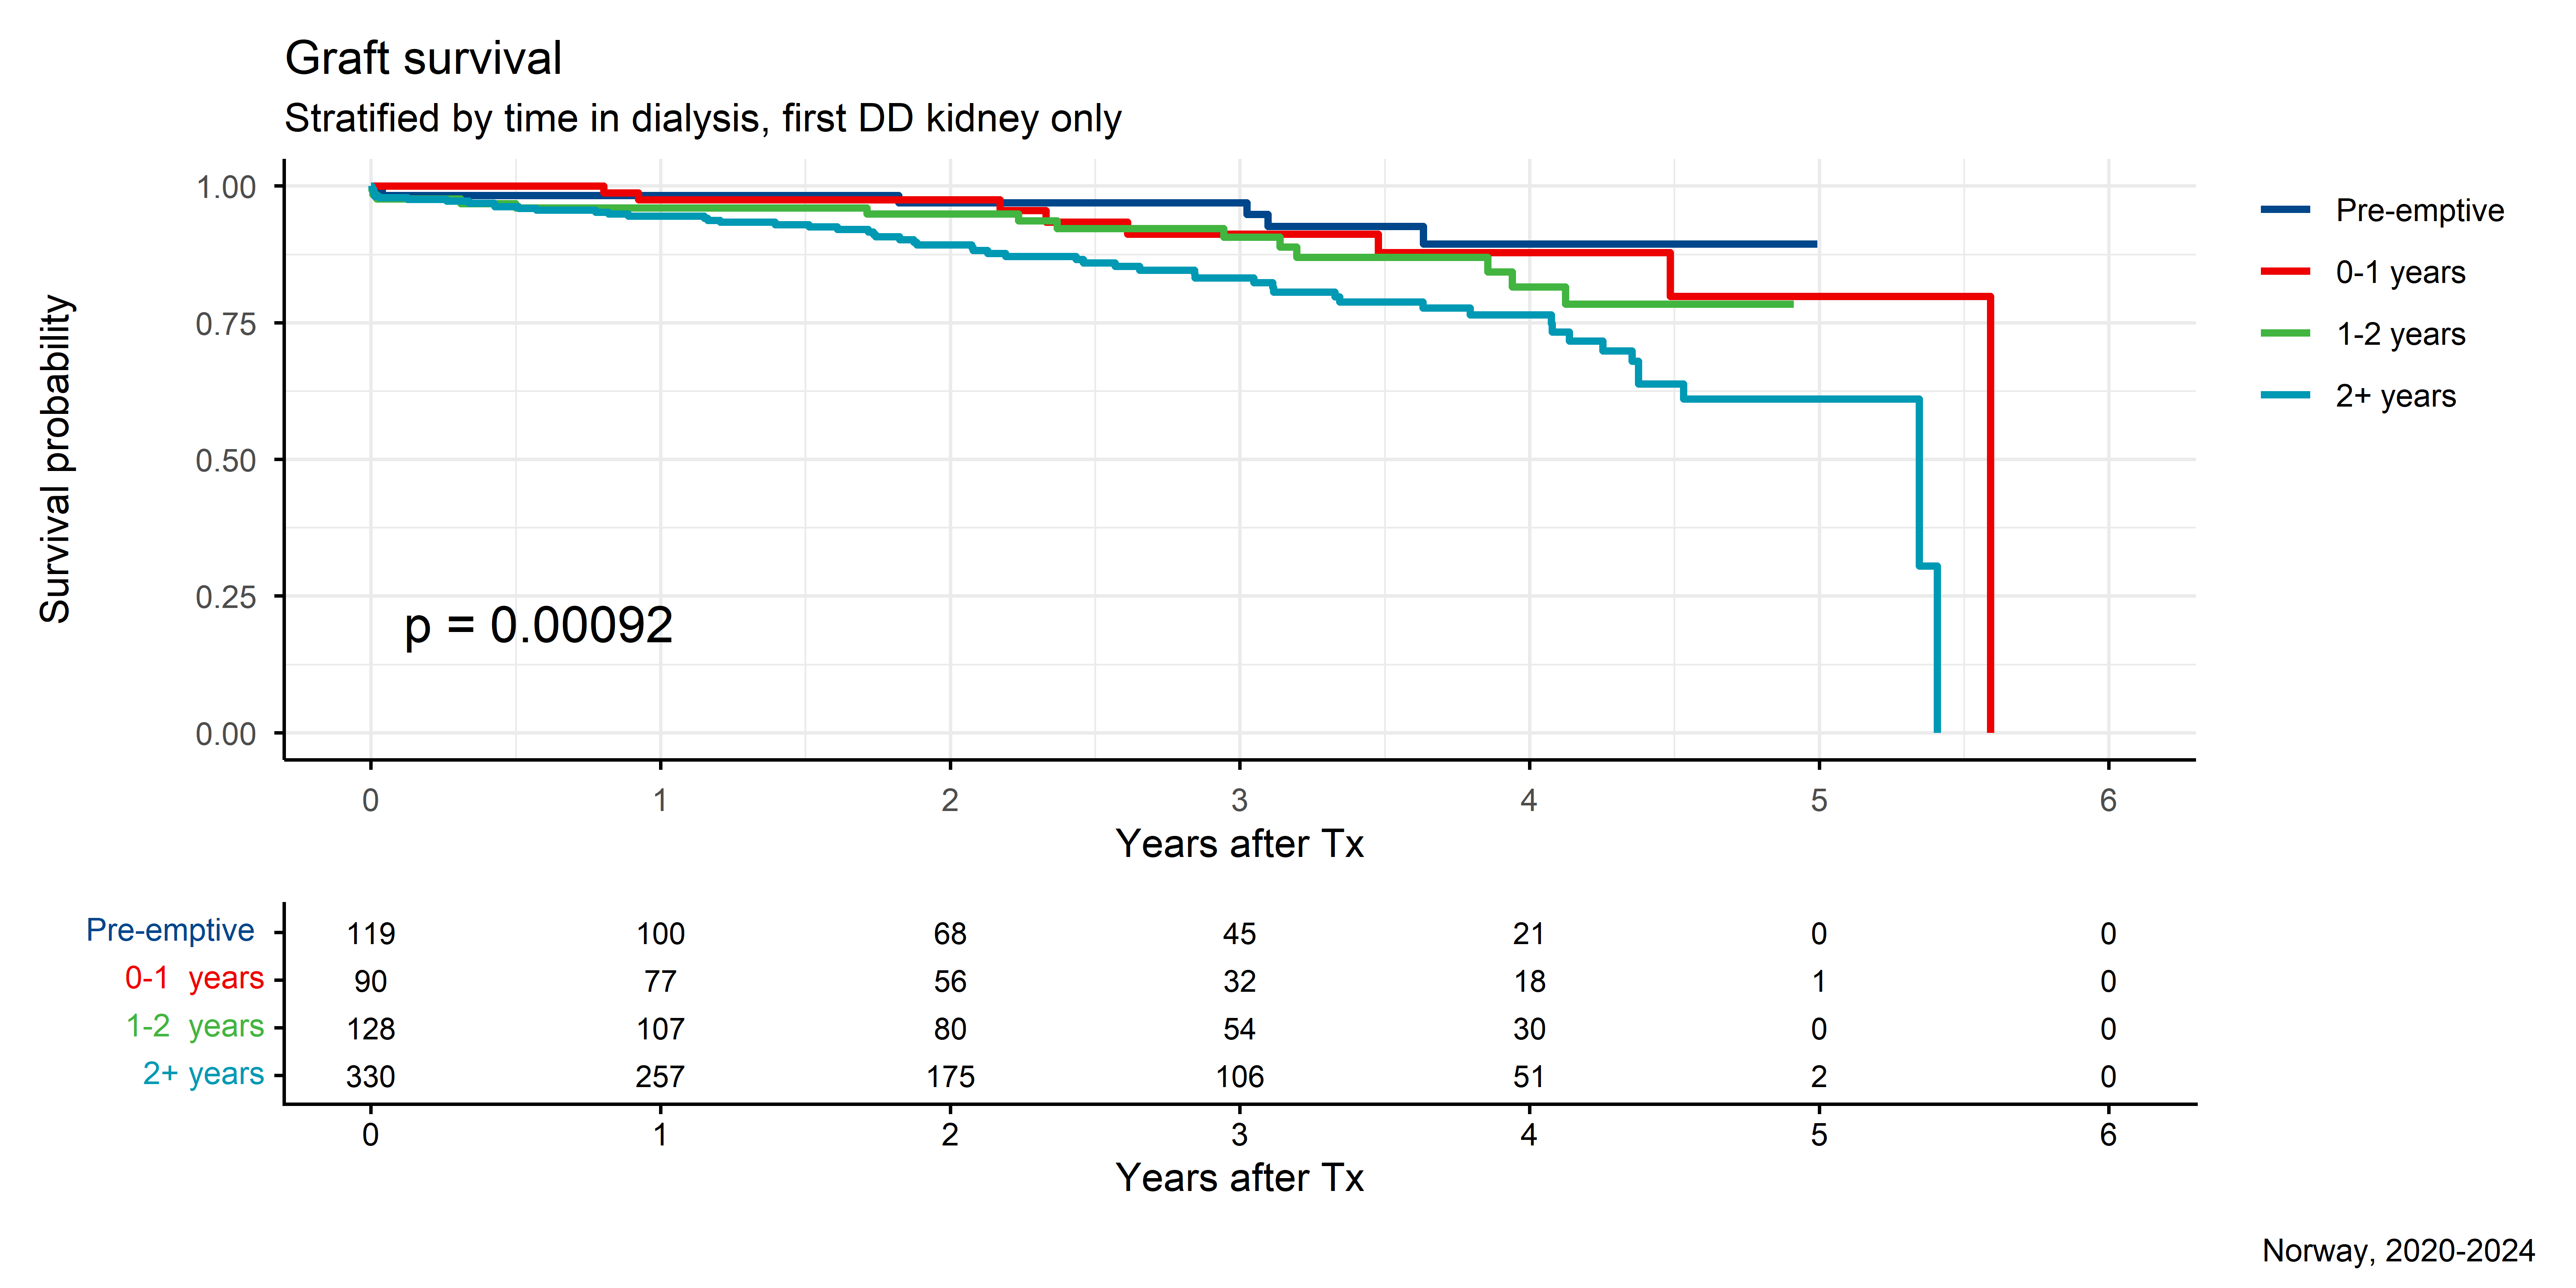 Graft survival
Stratified by time in dialysis, first DD kidney only
Survival probability
1.00
0.75
0.50
0.25
0.00
p = 0.00092
0 1 2 3 4 5 6
Years after Tx
Pre-emptive
0-1 years
1-2 years
2+ years
Pre-emptive 119 100 68 45 21 0 0
0-1 years 90 77 56 32 18 1 0
1-2 years 128 107 80 54 30 0 0
2+ years 330 257 175 106 51 2 0
0 1 2 3 4 5 6
Years after Tx
Norway, 2020-2024